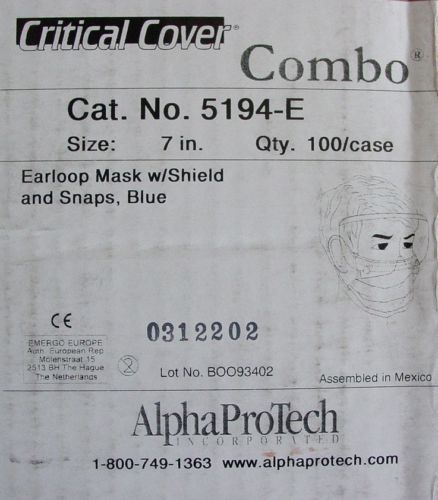 Critical Cover®
Combo®
Cat. No. 5194-E
Size: 7 in. Qty. 100/case
Earloop Mask w/Shield
and Snaps, Blue
CE
EMERGO EUROPE
Auth. European Rep
Molenstraat 15
2513 BH The Hague
The Netherlands
2
0312202
Lot No. BOO93402
Assembled in Mexico
AlphaProTech
INCORPORATED
1-800-749-1363 www.alphaprotech.com